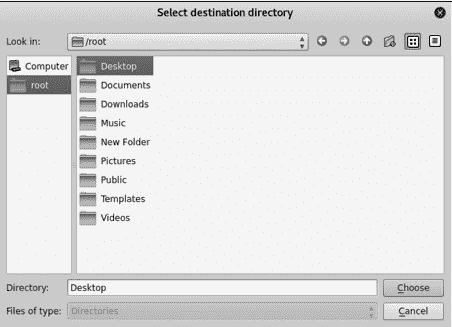 Select destination directory
Look in: /root
Computer
root
Desktop
Documents
Downloads
Music
New Folder
Pictures
Public
Templates
Videos
Directory: Desktop Choose
Files of type: Directories Cancel